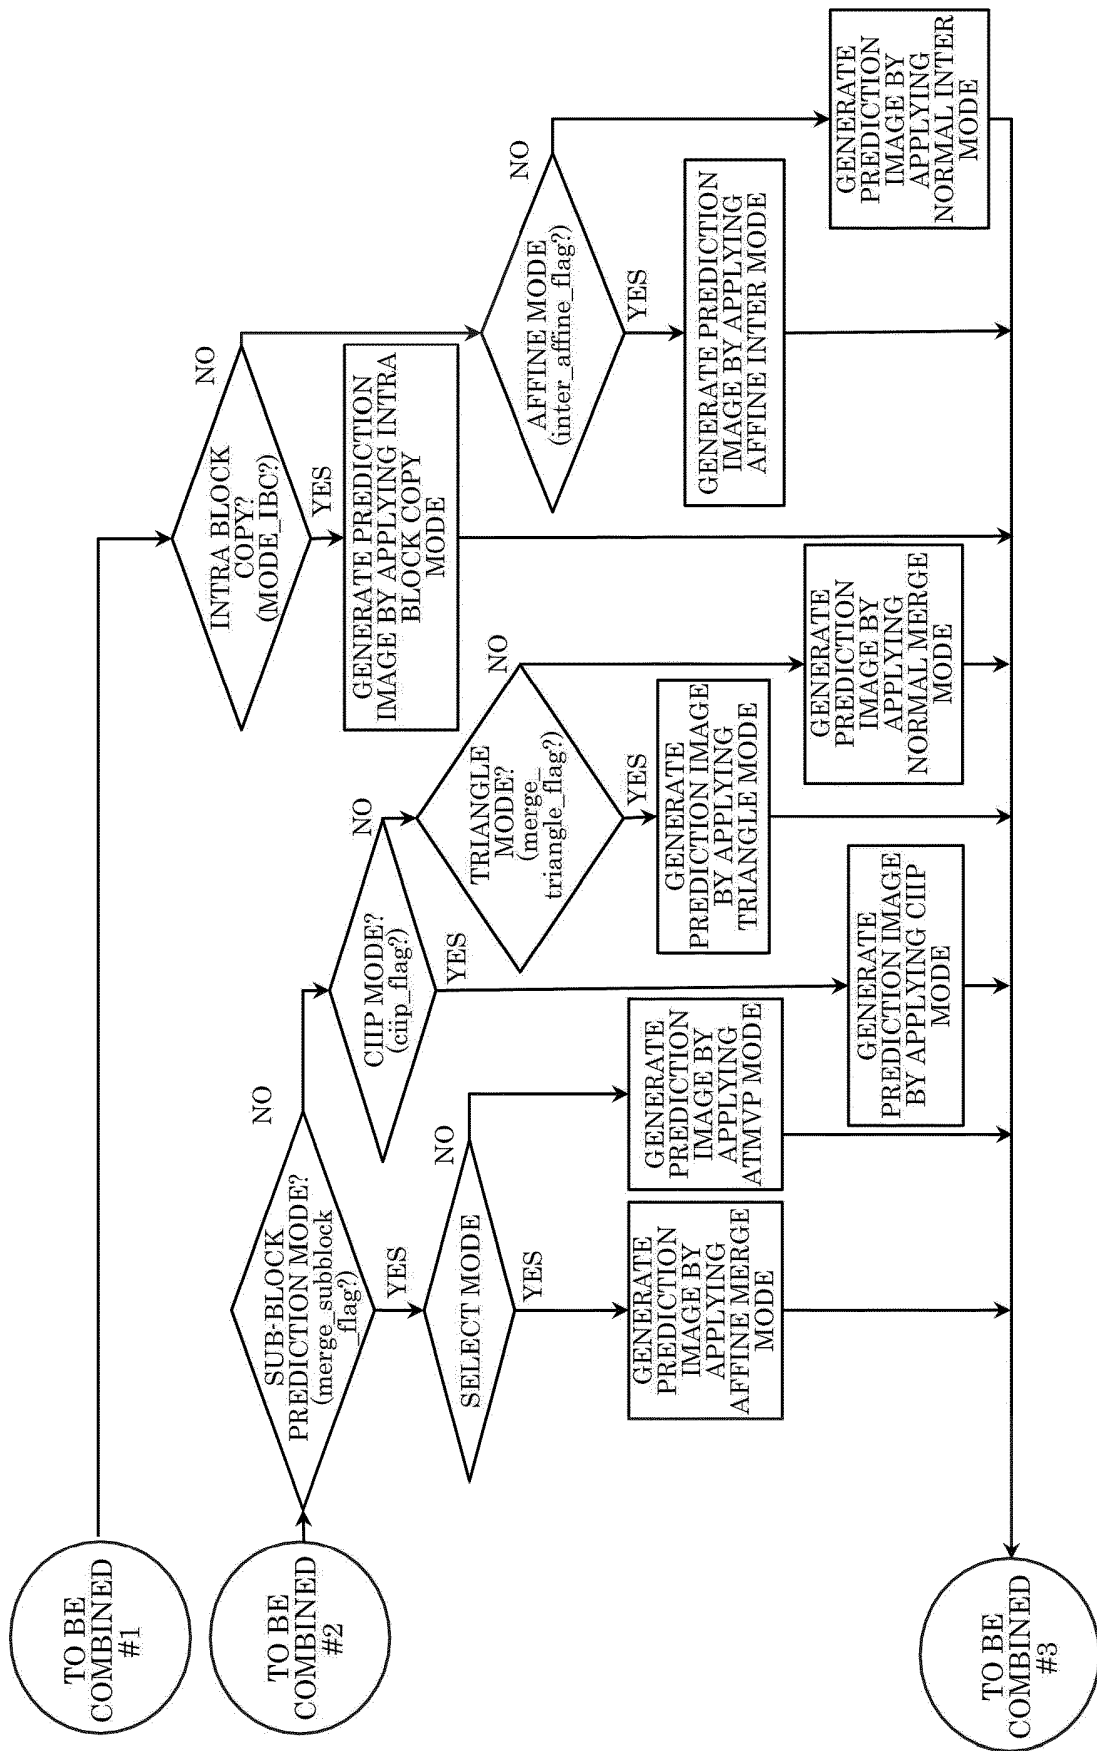 TO BE
COMBINED
#1
INTRA BLOCK
COPY?
(MODE_IBC?)
NO
YES
GENERATE PREDICTION
IMAGE BY APPLYING INTRA
BLOCK COPY
MODE
AFFINE MODE
(inter_affine_flag?)
NO
YES
GENERATE PREDICTION
IMAGE BY APPLYING
AFFINE INTER MODE
GENERATE
PREDICTION
IMAGE BY
APPLYING
NORMAL INTER
MODE
TO BE
COMBINED
#2
SUB-BLOCK
PREDICTION MODE?
(merge_subblock
_flag?)
NO
YES
SELECT MODE
NO
YES
GENERATE
PREDICTION
IMAGE BY
APPLYING
AFFINE MERGE
MODE
GENERATE
PREDICTION
IMAGE BY
APPLYING
ATMVP MODE
CIIP MODE?
(ciip_flag?)
NO
YES
GENERATE
PREDICTION IMAGE
BY APPLYING CIIP
MODE
TRIANGLE
MODE?
(merge_
triangle_flag?)
NO
YES
GENERATE
PREDICTION IMAGE
BY APPLYING
TRIANGLE MODE
GENERATE
PREDICTION
IMAGE BY
APPLYING
NORMAL MERGE
MODE
TO BE
COMBINED
#3